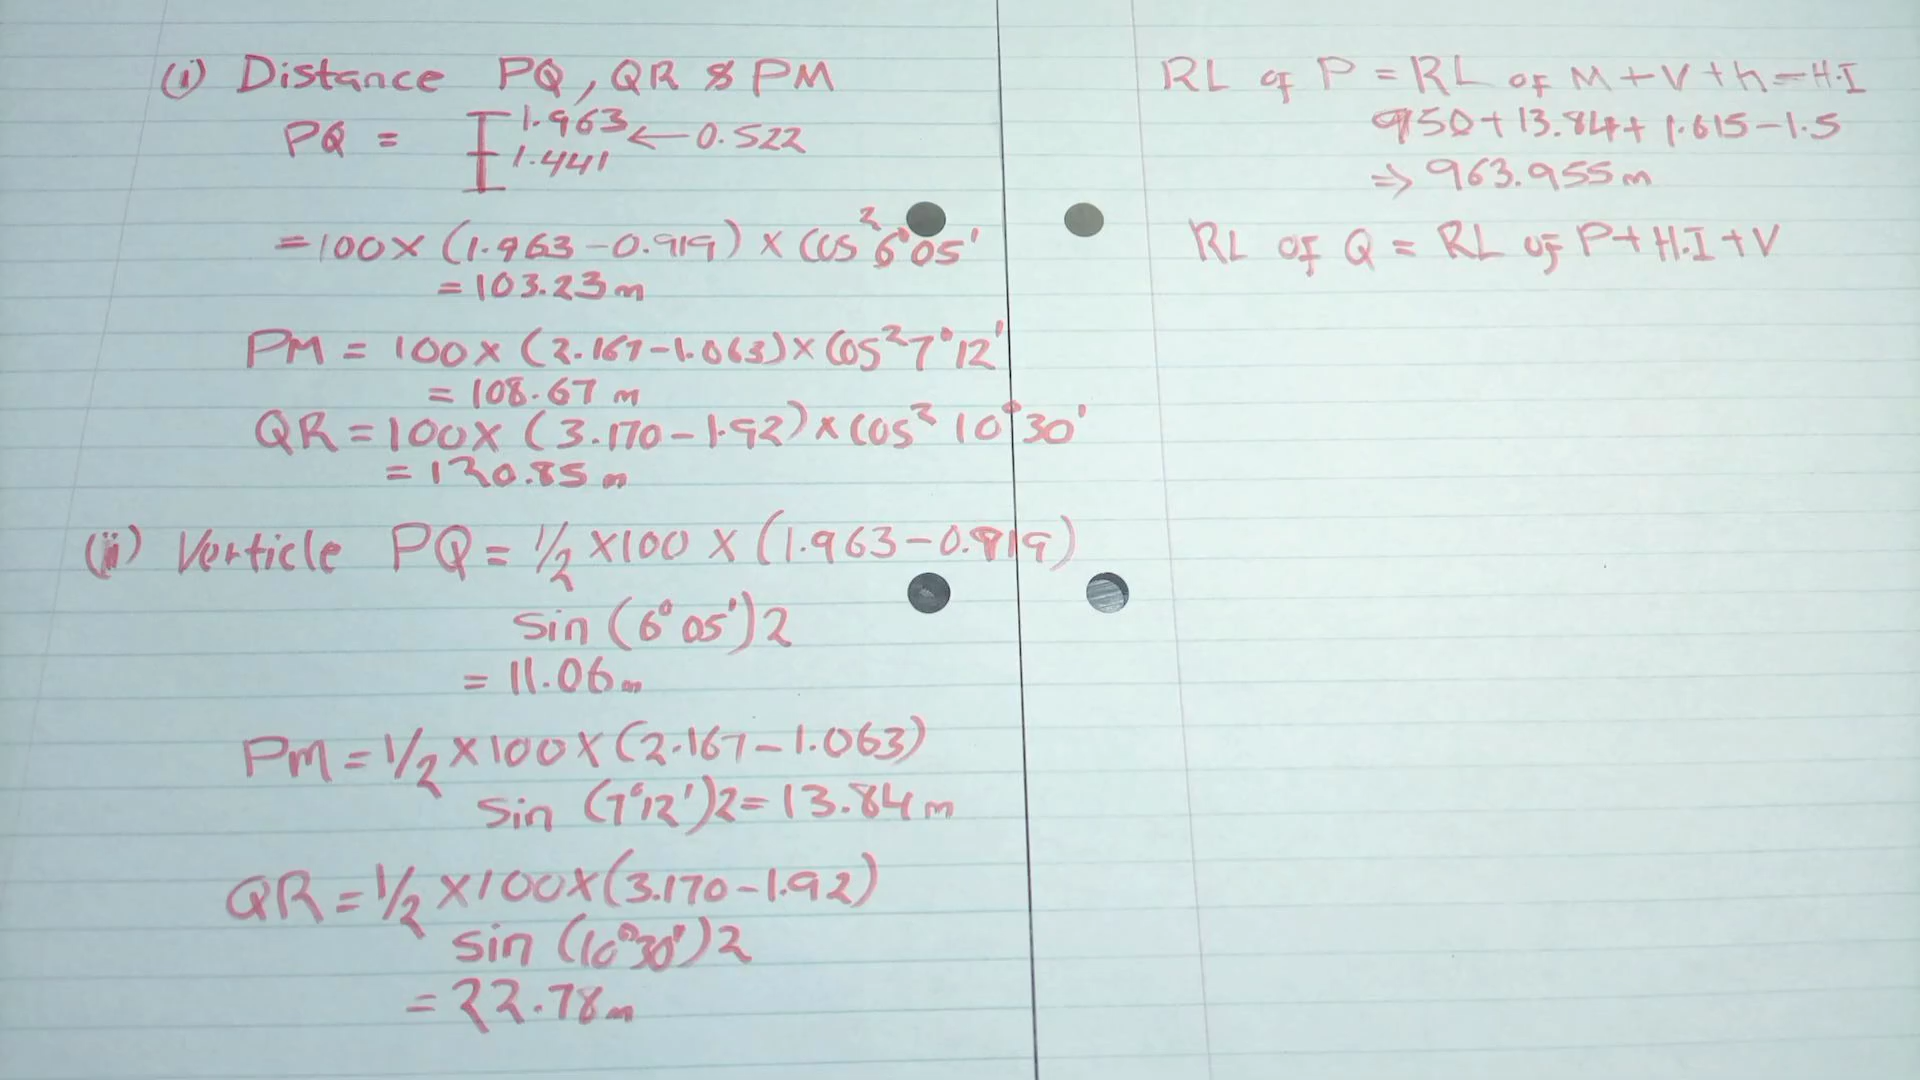 (i) Distance PQ, QR & PM
PQ = 1.963 ← 0.522
1.441
= 100 x (1.963 - 0.919) x Cos² 6°05'
= 103.23m
PM = 100 x (2.167-1.063) x Cos² 7°12'
= 108.67 m
QR = 100 x (3.170 - 1.92) x Cos² 10°30'
= 120.85 m
(ii) Verticle PQ = 1/2 x 100 x (1.963 - 0.919)
Sin (6° 05')2
= 11.06m
Pm = 1/2 x 100 x (2.167 - 1.063)
Sin (7°12')2 = 13.84 m
QR = 1/2 x 100 x (3.170 - 1.92)
Sin (10°30')2
= 22.78m
RL of P = RL of M + V + h - H.I
950 + 13.84 + 1.615 - 1.5
=> 963.955m
RL of Q = RL of P + H.I + V